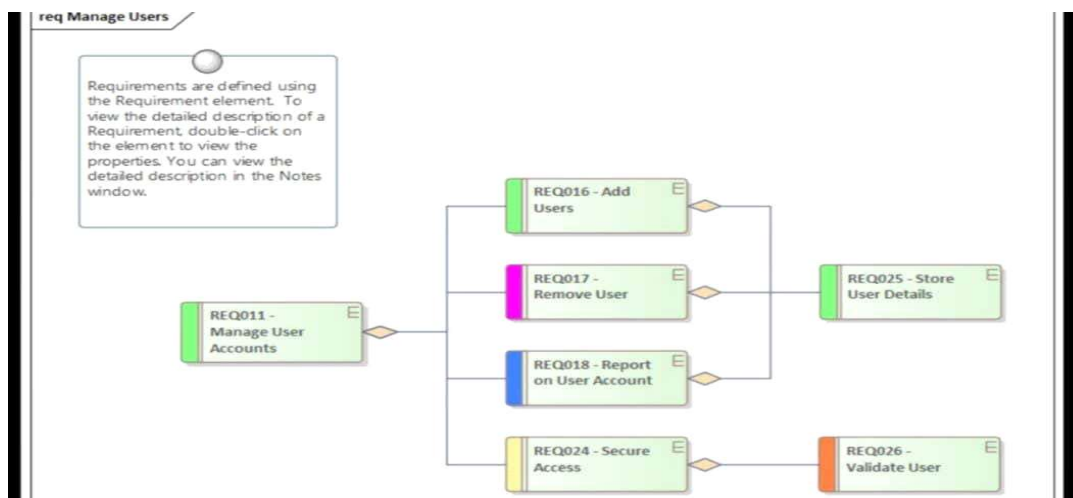 req Manage Users
Requirements are defined using
the Requirement element. To
view the detailed description of a
Requirement, double-click on
the element to view the
properties. You can view the
detailed description in the Notes
window.
REQ016 - Add
Users
REQ017 -
Remove User
REQ025 - Store
User Details
REQ011 -
Manage User
Accounts
REQ018 - Report
on User Account
REQ024 - Secure
Access
REQ026 -
Validate User